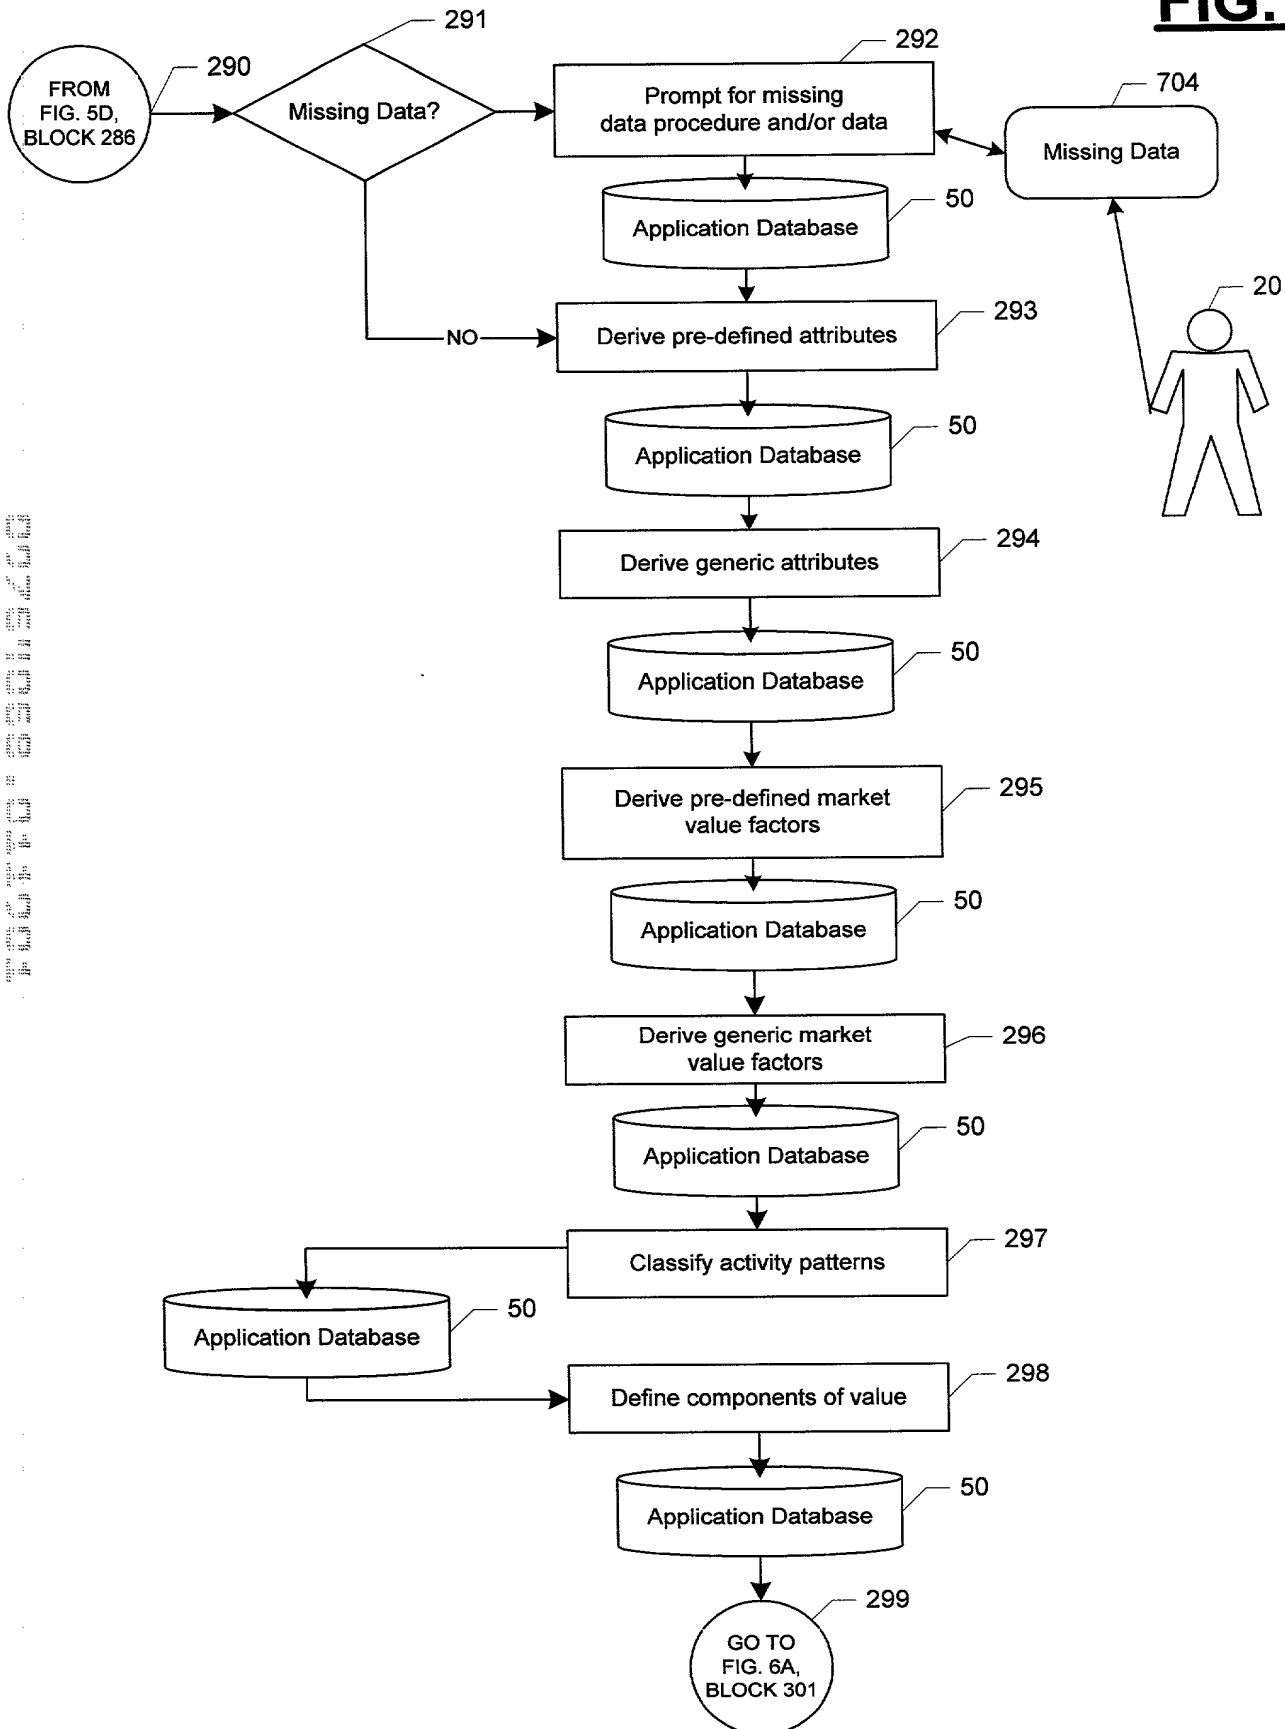 FIG.
291
290
292
704
FROM
FIG. 5D,
BLOCK 286
Missing Data?
Prompt for missing
data procedure and/or data
Missing Data
50
Application Database
20
293
NO
Derive pre-defined attributes
50
Application Database
294
Derive generic attributes
50
Application Database
295
Derive pre-defined market
value factors
50
Application Database
296
Derive generic market
value factors
50
Application Database
297
Classify activity patterns
50
Application Database
298
Define components of value
50
Application Database
299
GO TO
FIG. 6A,
BLOCK 301